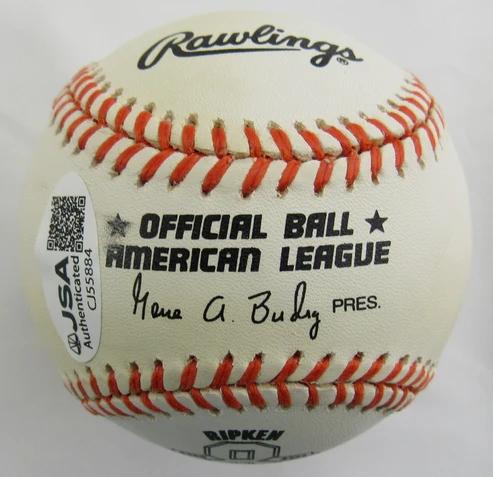 Rawlings®
★ OFFICIAL BALL ★
AMERICAN LEAGUE
Gene A. Budig PRES.
JSA
Authenticated
CJ55884
RIPKEN